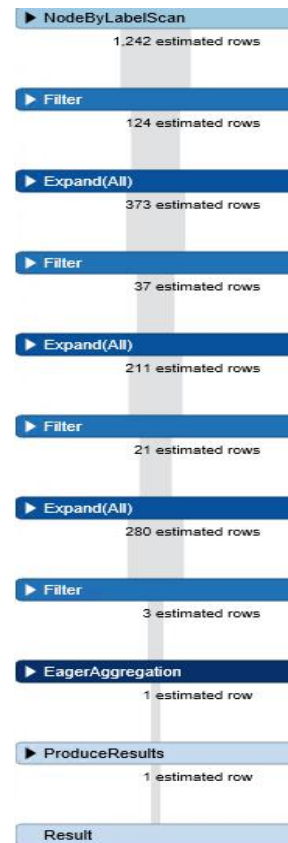 NodeByLabelScan
1,242 estimated rows
Filter
124 estimated rows
Expand(All)
373 estimated rows
Filter
37 estimated rows
Expand(All)
211 estimated rows
Filter
21 estimated rows
Expand(All)
280 estimated rows
Filter
3 estimated rows
EagerAggregation
1 estimated row
ProduceResults
1 estimated row
Result